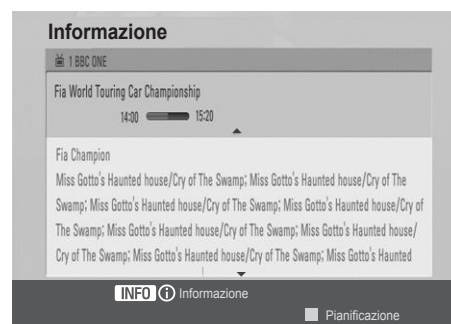 Informazione
1 BBC ONE
Fia World Touring Car Championship
14:00 15:20
Fia Champion
Miss Gotto's Haunted house/Cry of The Swamp; Miss Gotto's Haunted house/Cry of The
Swamp; Miss Gotto's Haunted house/Cry of The Swamp; Miss Gotto's Haunted house/Cry of
The Swamp; Miss Gotto's Haunted house/Cry of The Swamp; Miss Gotto's Haunted house/
Cry of The Swamp; Miss Gotto's Haunted house/Cry of The Swamp; Miss Gotto's Haunted
INFO i Informazione
Pianificazione